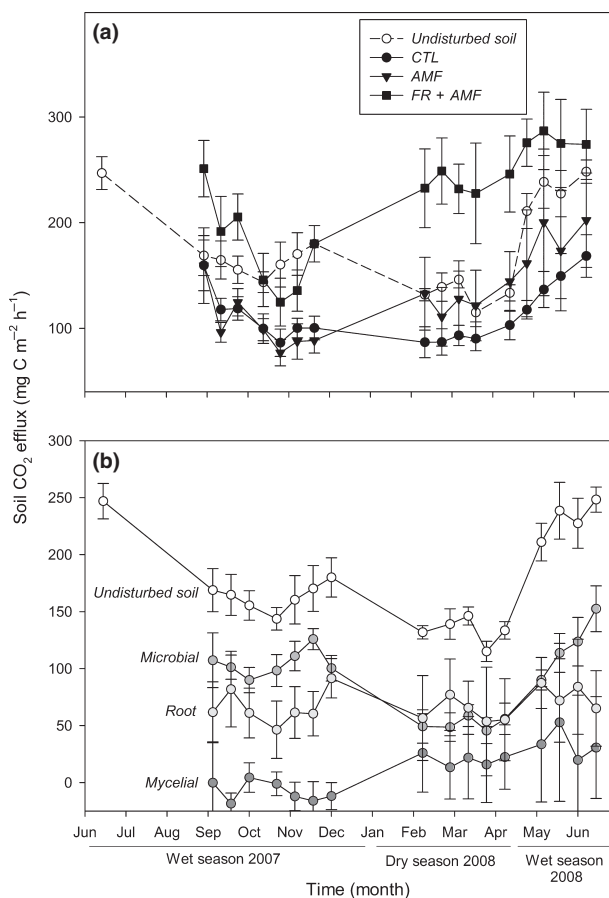 (a)
Undisturbed soil
CTL
AMF
FR + AMF
300
200
100
Soil CO₂ efflux (mg C m⁻² h⁻¹)
(b)
300
250
200
150
100
50
0
Undisturbed soil
Microbial
Root
Mycelial
Jun Jul Aug Sep Oct Nov Dec Jan Feb Mar Apr May Jun
Wet season 2007
Dry season 2008
Wet season
2008
Time (month)